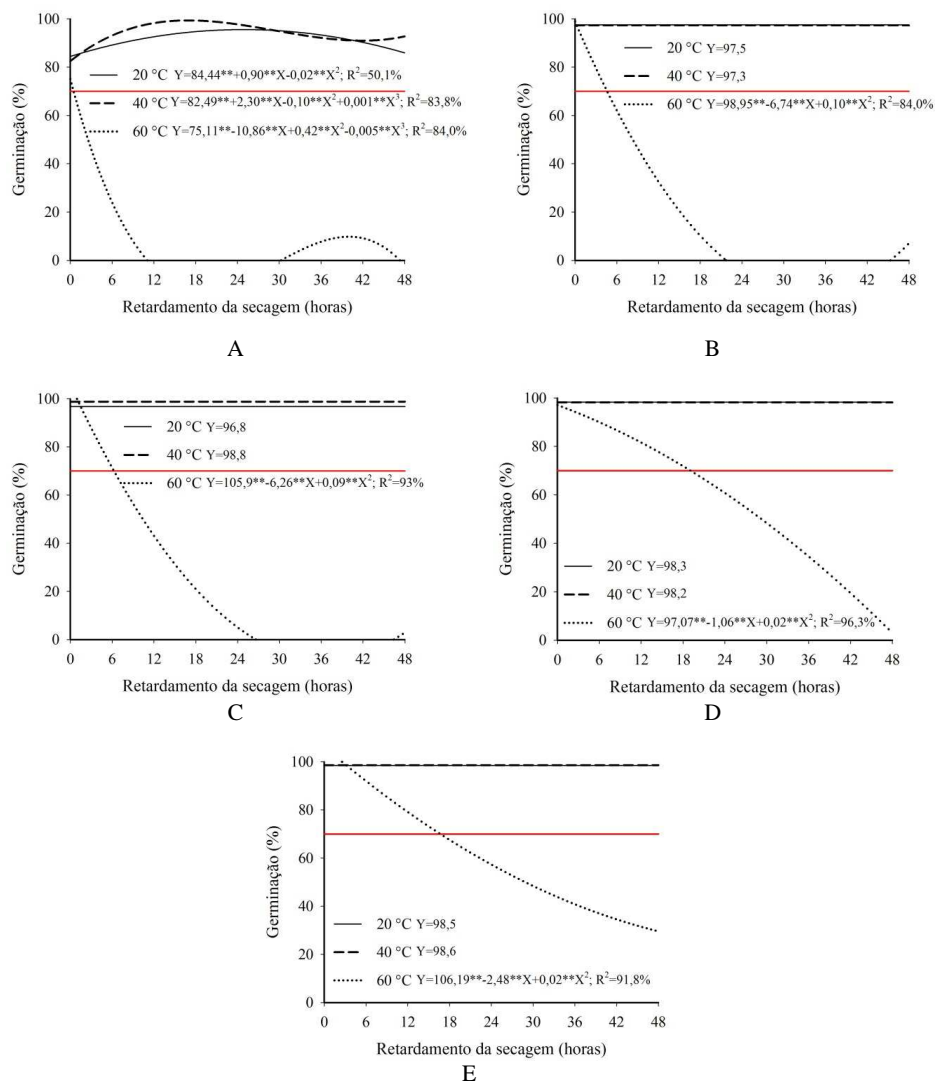 100
80
60
40
20
0
Germinação (%)
20 °C Y=84,44**+0,90**X-0,02**X²; R²=50,1%
40 °C Y=82,49**+2,30**X-0,10**X²+0,001**X³; R²=83,8%
60 °C Y=75,11**-10,86**X+0,42**X²-0,005**X³; R²=84,0%
0 6 12 18 24 30 36 42 48
Retardamento da secagem (horas)
A
100
80
60
40
20
0
Germinação (%)
20 °C Y=97,5
40 °C Y=97,3
60 °C Y=98,95**-6,74**X+0,10**X²; R²=84,0%
0 6 12 18 24 30 36 42 48
Retardamento da secagem (horas)
B
100
80
60
40
20
0
Germinação (%)
20 °C Y=96,8
40 °C Y=98,8
60 °C Y=105,9**-6,26**X+0,09**X²; R²=93%
0 6 12 18 24 30 36 42 48
Retardamento da secagem (horas)
C
100
80
60
40
20
0
Germinação (%)
20 °C Y=98,3
40 °C Y=98,2
60 °C Y=97,07**-1,06**X+0,02**X²; R²=96,3%
0 6 12 18 24 30 36 42 48
Retardamento da secagem (horas)
D
100
80
60
40
20
0
Germinação (%)
20 °C Y=98,5
40 °C Y=98,6
60 °C Y=106,19**-2,48**X+0,02**X²; R²=91,8%
0 6 12 18 24 30 36 42 48
Retardamento da secagem (horas)
E